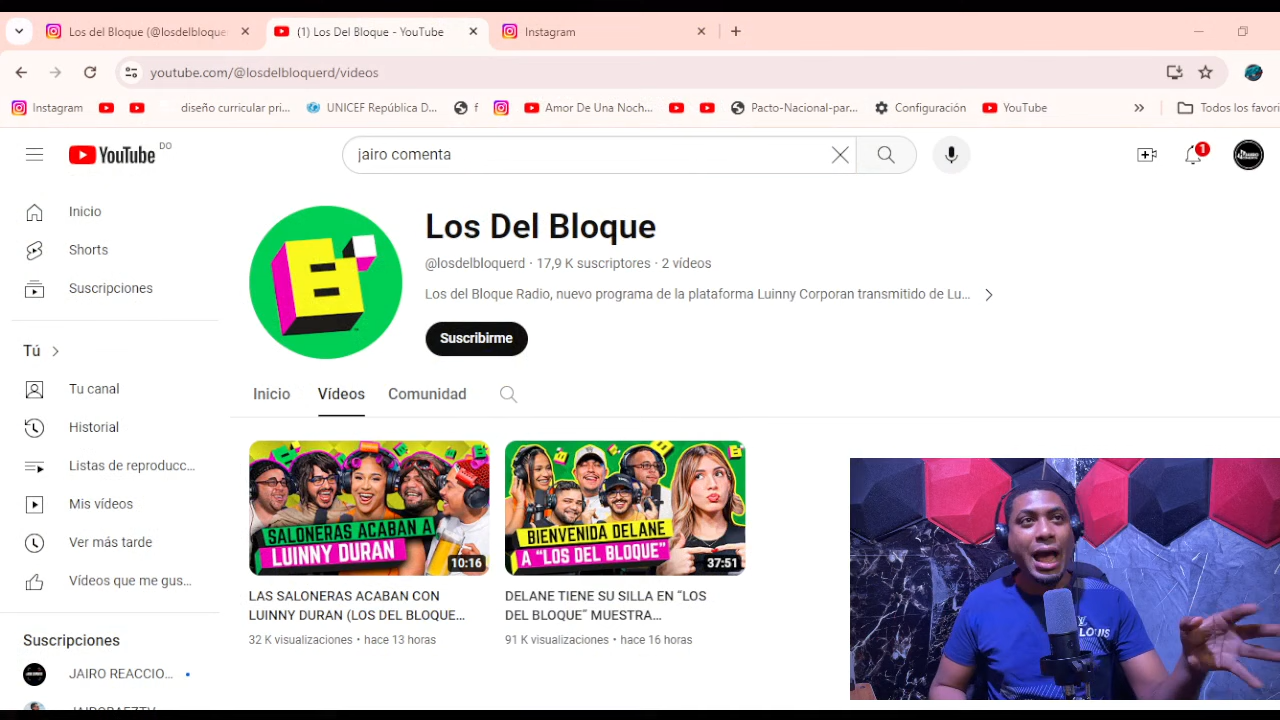 Los del Bloque (@losdelbloque
(1) Los Del Bloque - YouTube
Instagram
youtube.com/@losdelbloquerd/videos
Instagram
diseño curricular pri...
UNICEF República D...
f
Amor De Una Noch...
Pacto-Nacional-par...
Configuración
YouTube
Todos los favori
YouTube DO
jairo comenta
1
Inicio
Shorts
Suscripciones
Tú
Tu canal
Historial
Listas de reproducc...
Mis vídeos
Ver más tarde
Vídeos que me gus...
Suscripciones
JAIRO REACCIO...
JAIROBAEZTV
Los Del Bloque
@losdelbloquerd · 17,9 K suscriptores · 2 vídeos
Los del Bloque Radio, nuevo programa de la plataforma Luinny Corporan transmitido de Lu...
Suscribirme
Inicio
Vídeos
Comunidad
SALONERAS ACABAN A
LUINNY DURAN
10:16
LAS SALONERAS ACABAN CON
LUINNY DURAN (LOS DEL BLOQUE...
32 K visualizaciones • hace 13 horas
BIENVENIDA DELANE
A “LOS DEL BLOQUE”
37:51
DELANE TIENE SU SILLA EN “LOS
DEL BLOQUE” MUESTRA...
91 K visualizaciones • hace 16 horas
LOUIS